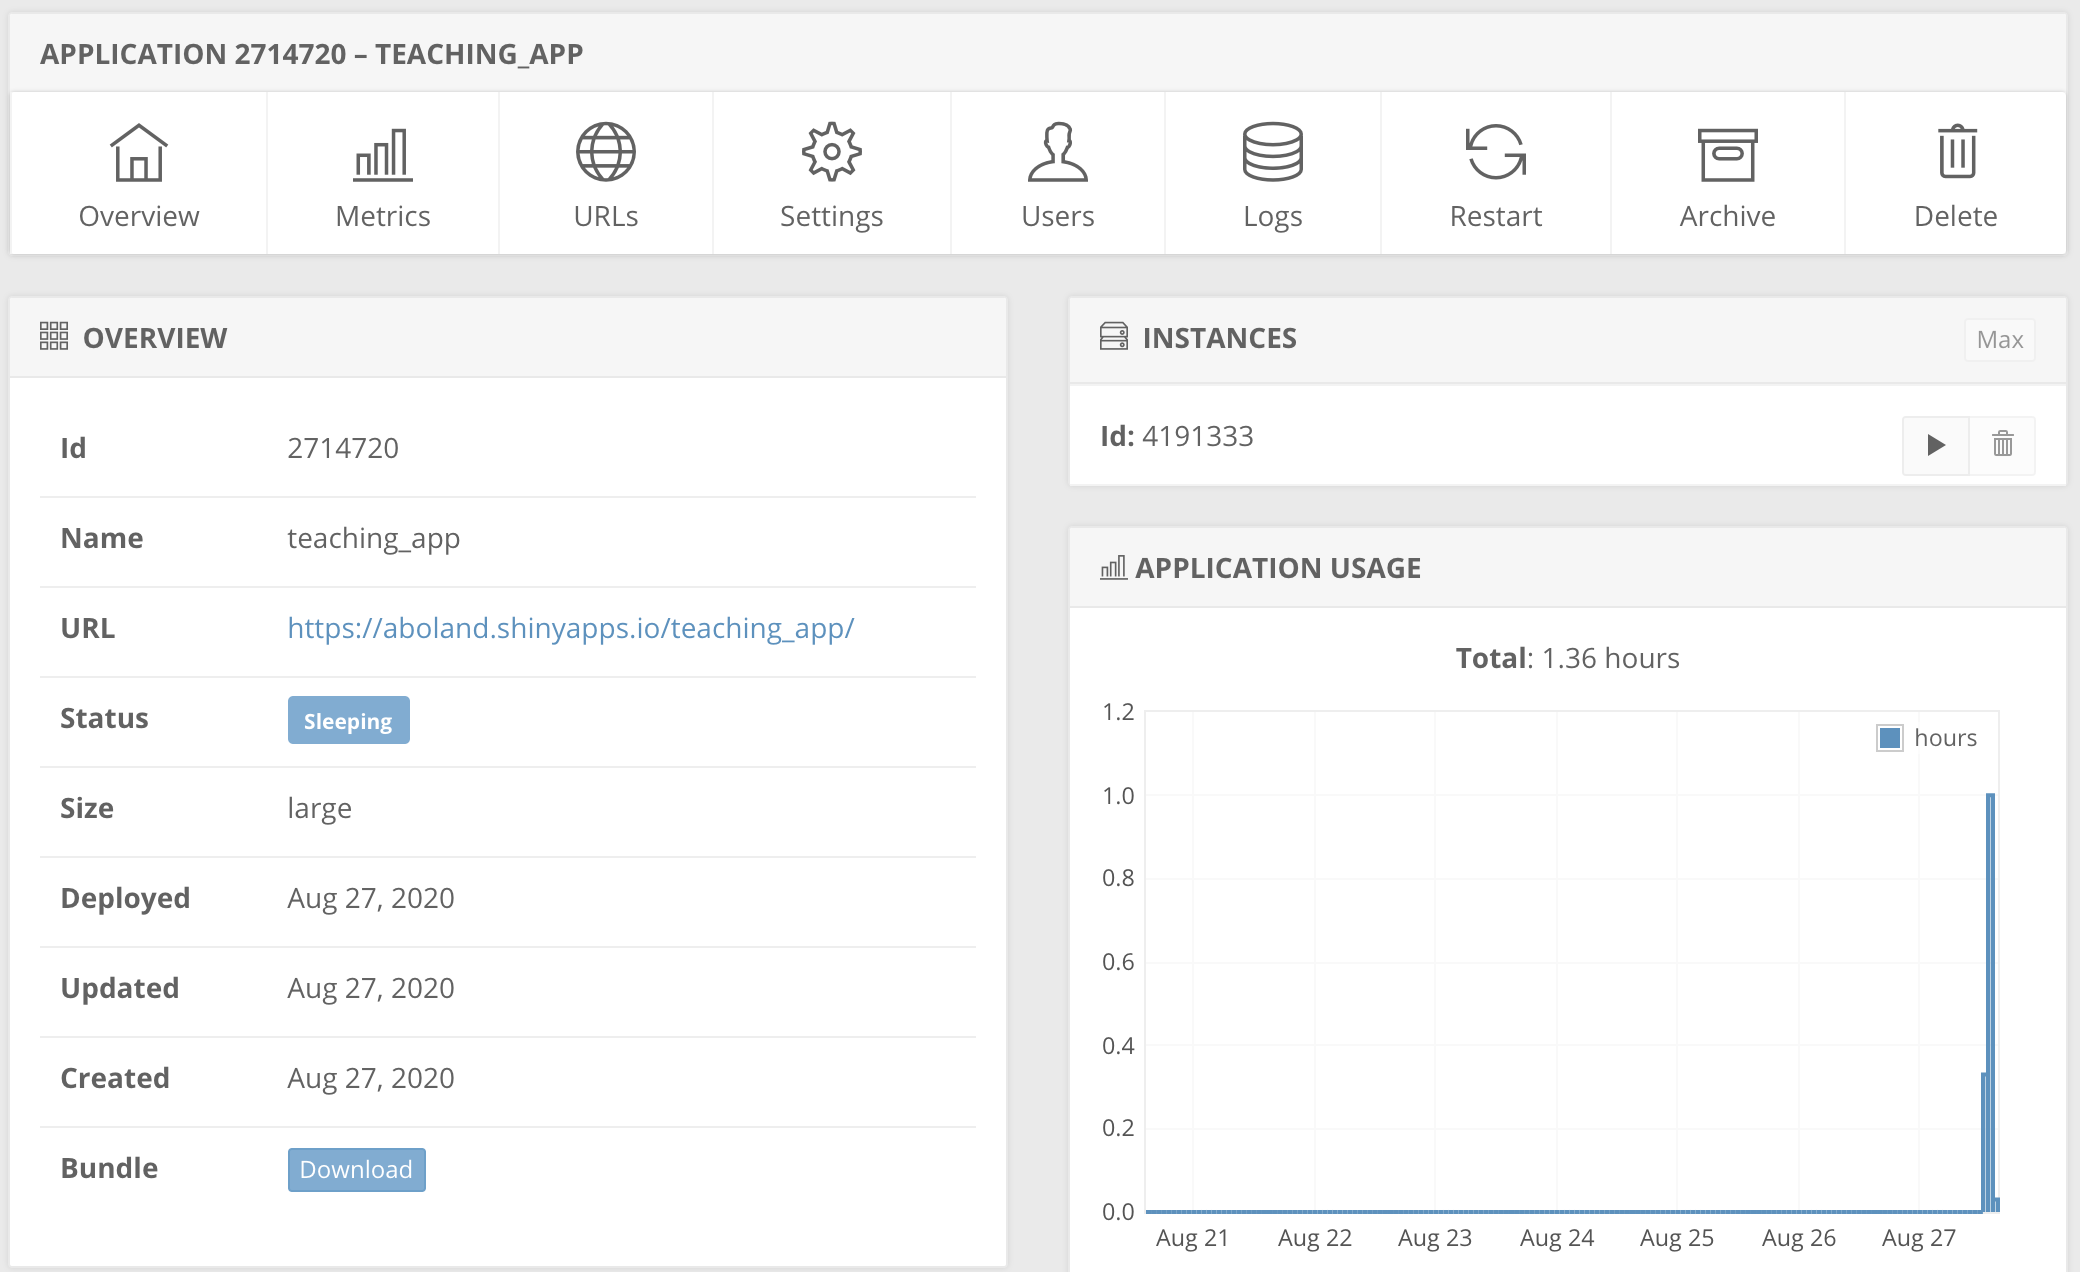 APPLICATION 2714720 – TEACHING_APP
Overview
Metrics
URLs
Settings
Users
Logs
Restart
Archive
Delete
OVERVIEW
Id 2714720
Name teaching_app
URL https://aboland.shinyapps.io/teaching_app/
Status Sleeping
Size large
Deployed Aug 27, 2020
Updated Aug 27, 2020
Created Aug 27, 2020
Bundle Download
INSTANCES Max
Id: 4191333
APPLICATION USAGE
Total: 1.36 hours
hours
1.2
1.0
0.8
0.6
0.4
0.2
0.0
Aug 21 Aug 22 Aug 23 Aug 24 Aug 25 Aug 26 Aug 27